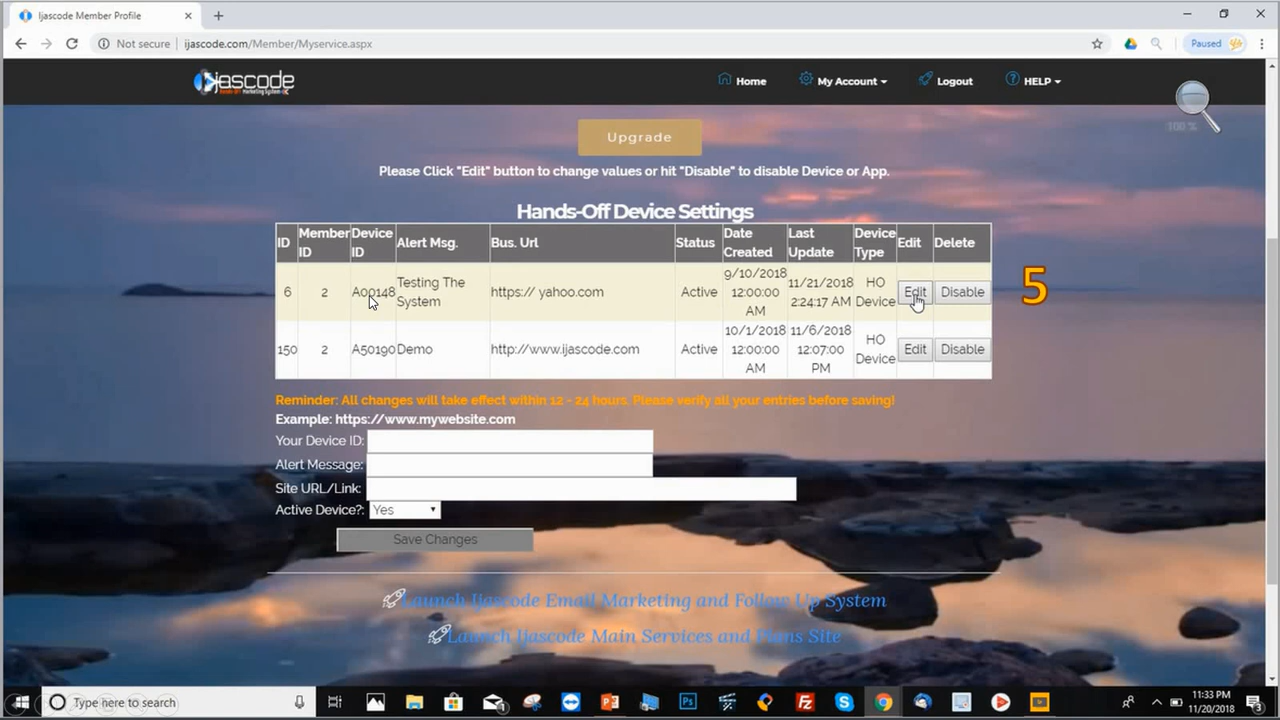 Ijascode Member Profile
Not secure
ijascode.com/Member/Myservice.aspx
Paused
Ijascode
Home
My Account
Logout
HELP
100 %
Upgrade
Please Click "Edit" button to change values or hit "Disable" to disable Device or App.
Hands-Off Device Settings
ID Member ID Device ID Alert Msg. Bus. Url Status Date Created Last Update Device Type Edit Delete
6 2 A00148 Testing The System https:// yahoo.com Active 9/10/2018 12:00:00 AM 11/21/2018 2:24:17 AM HO Device Edit Disable
5
150 2 A50190 Demo http://www.ijascode.com Active 10/1/2018 12:00:00 AM 11/6/2018 12:07:00 PM HO Device Edit Disable
Reminder: All changes will take effect within 12 - 24 hours. Please verify all your entries before saving!
Example: https://www.mywebsite.com
Your Device ID:
Alert Message:
Site URL/Link:
Active Device?: Yes
Save Changes
Launch Ijascode Email Marketing and Follow Up System
Launch Ijascode Main Services and Plans Site
Type here to search
11:33 PM
11/20/2018